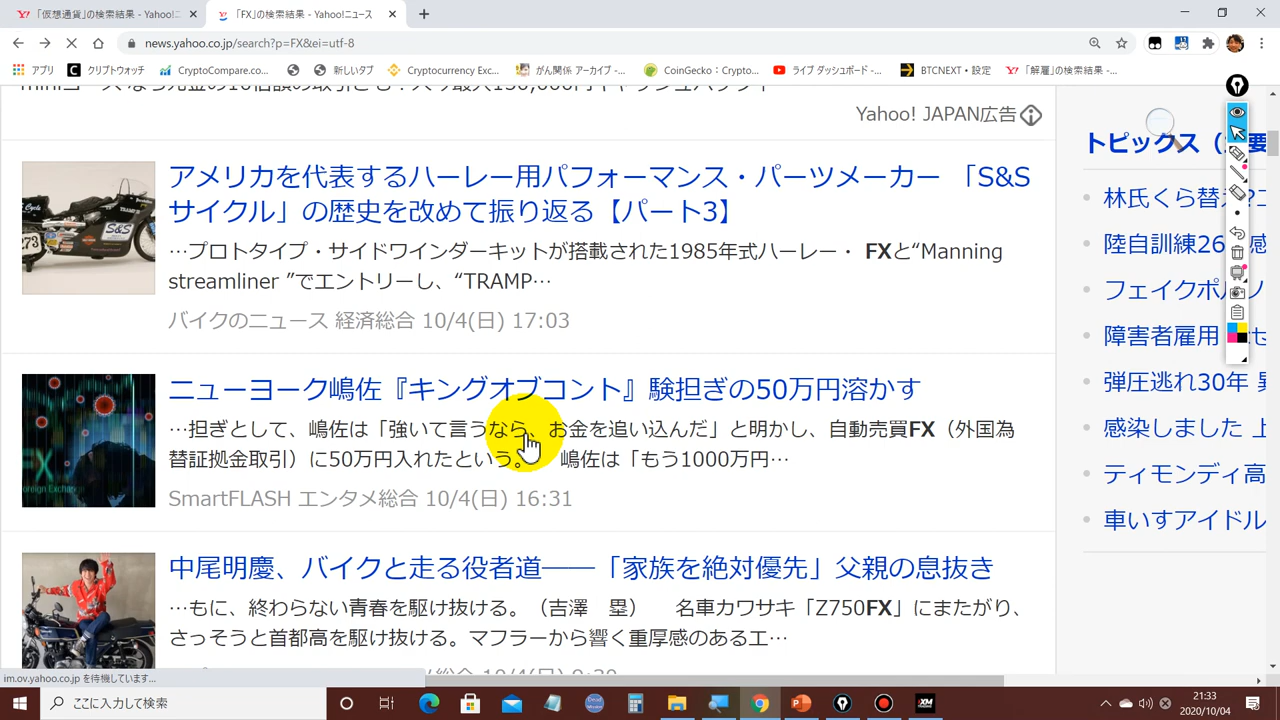 「仮想通貨」の検索結果 - Yahoo!ニ
「FX」の検索結果 - Yahoo!ニュース
news.yahoo.co.jp/search?p=FX&ei=utf-8
アプリ
クリプトウォッチ
CryptoCompare.co...
新しいタブ
Cryptocurrency Exc...
がん関係 アーカイブ -...
CoinGecko：Crypto...
ライブ ダッシュボード -...
BTCNEXT・設定
「解雇」の検索結果 -...
Yahoo! JAPAN広告
アメリカを代表するハーレー用パフォーマンス・パーツメーカー 「S&S
サイクル」の歴史を改めて振り返る【パート3】
…プロトタイプ・サイドワインダーキットが搭載された1985年式ハーレー・ FXと“Manning
streamliner ”でエントリーし、“TRAMP…
バイクのニュース 経済総合 10/4(日) 17:03
ニューヨーク嶋佐『キングオブコント』験担ぎの50万円溶かす
…担ぎとして、嶋佐は「強いて言うなら、お金を追い込んだ」と明かし、自動売買FX（外国為
替証拠金取引）に50万円入れたという。 嶋佐は「もう1000万円…
SmartFLASH エンタメ総合 10/4(日) 16:31
中尾明慶、バイクと走る役者道――「家族を絶対優先」父親の息抜き
…もに、終わらない青春を駆け抜ける。（吉澤　塁）　名車カワサキ「Z750FX」にまたがり、
さっそうと首都高を駆け抜ける。マフラーから響く重厚感のあるエ…
トピックス（
林氏くら替え?
陸自訓練26
フェイクポルノ
障害者雇用
弾圧逃れ30年
感染しました 上
ティモンディ高
車いすアイドル
im.ov.yahoo.co.jp を待機しています...
ここに入力して検索
21:33
2020/10/04